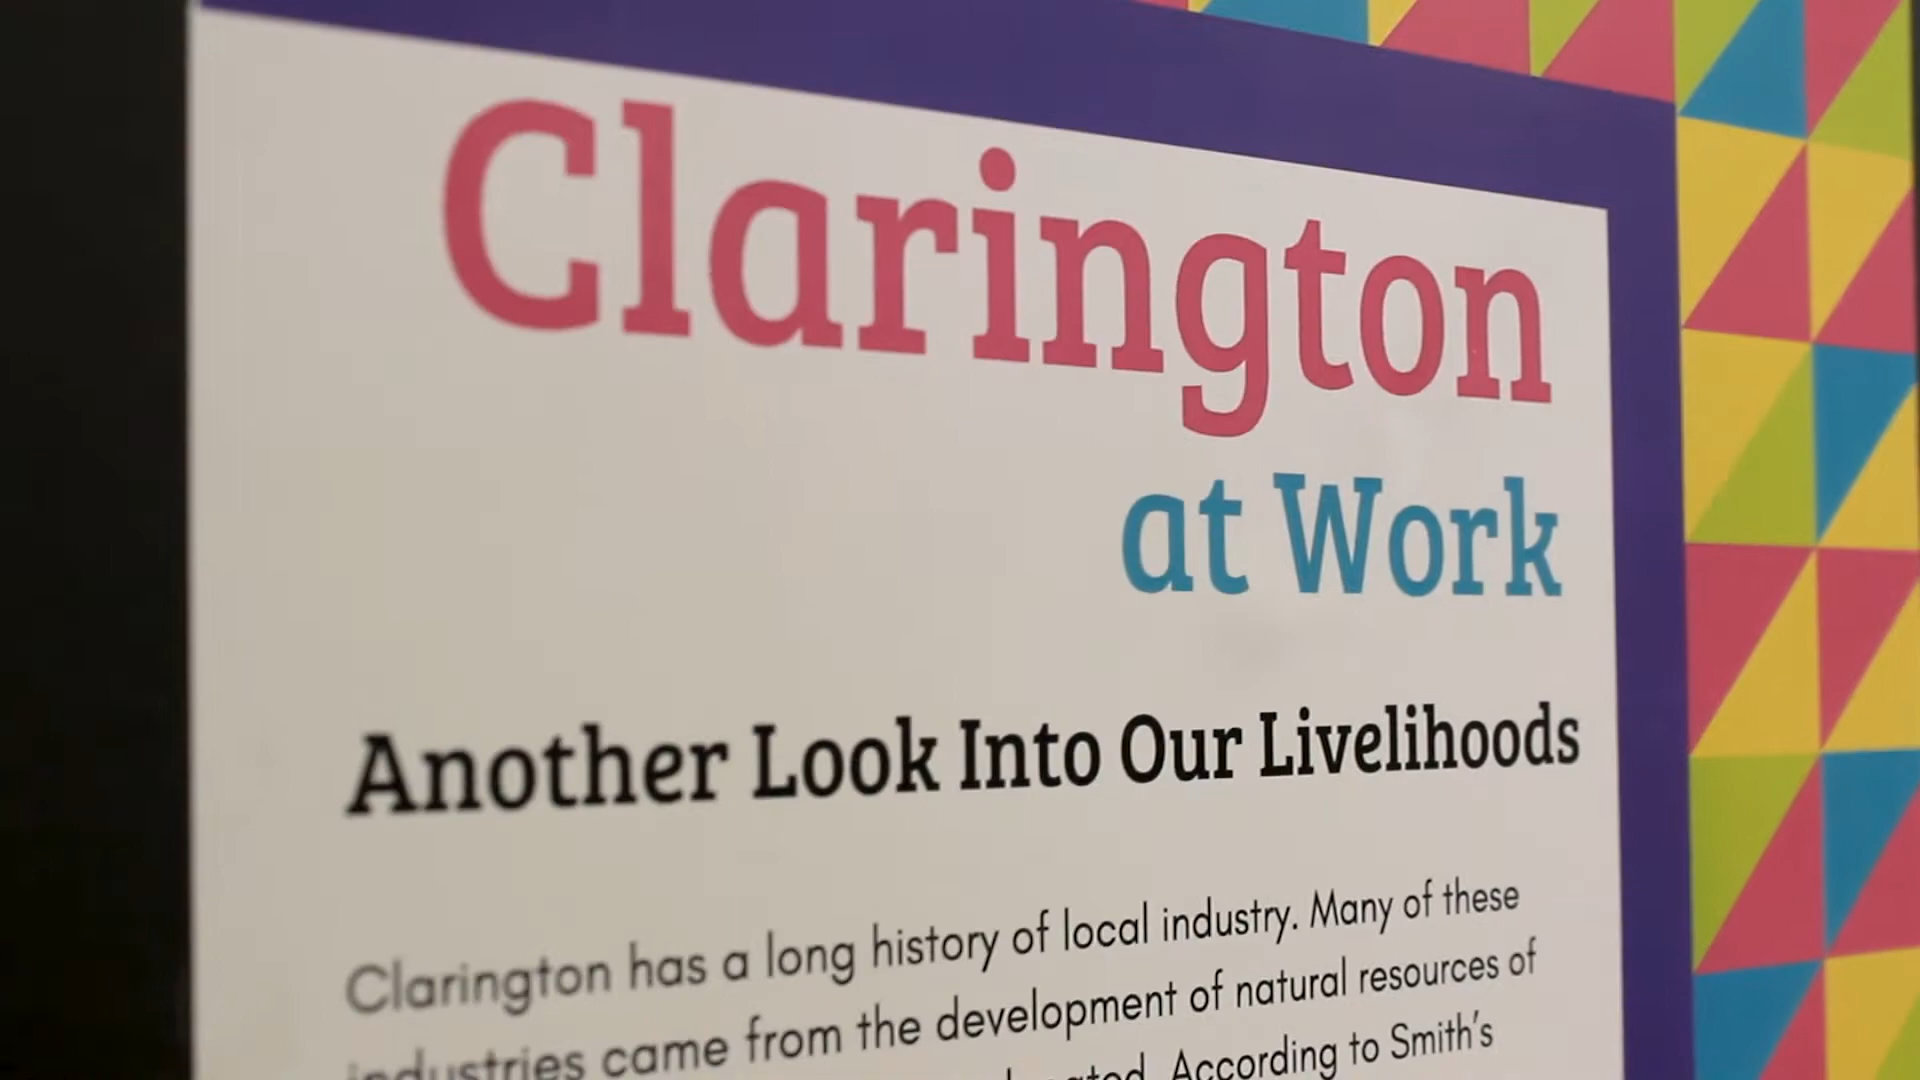 Clarington
at Work
Another Look Into Our Livelihoods
Clarington has a long history of local industry. Many of these
industries came from the development of natural resources of
According to Smith's